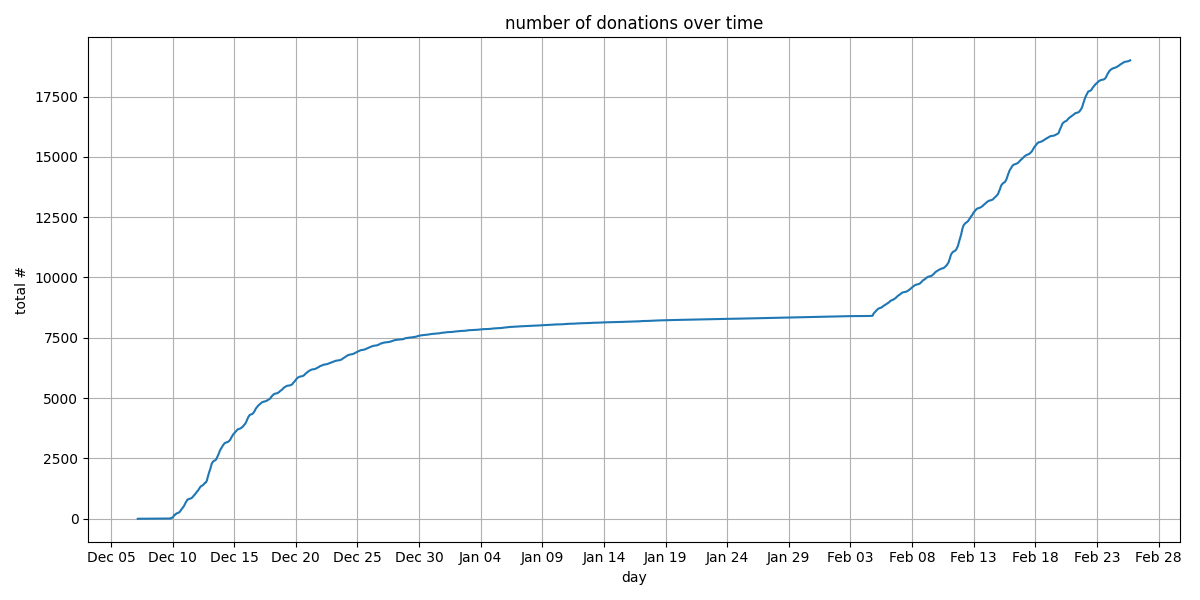 number of donations over time
total #
17500
15000
12500
10000
7500
5000
2500
0
Dec 05 Dec 10 Dec 15 Dec 20 Dec 25 Dec 30 Jan 04 Jan 09 Jan 14 Jan 19 Jan 24 Jan 29 Feb 03 Feb 08 Feb 13 Feb 18 Feb 23 Feb 28
day